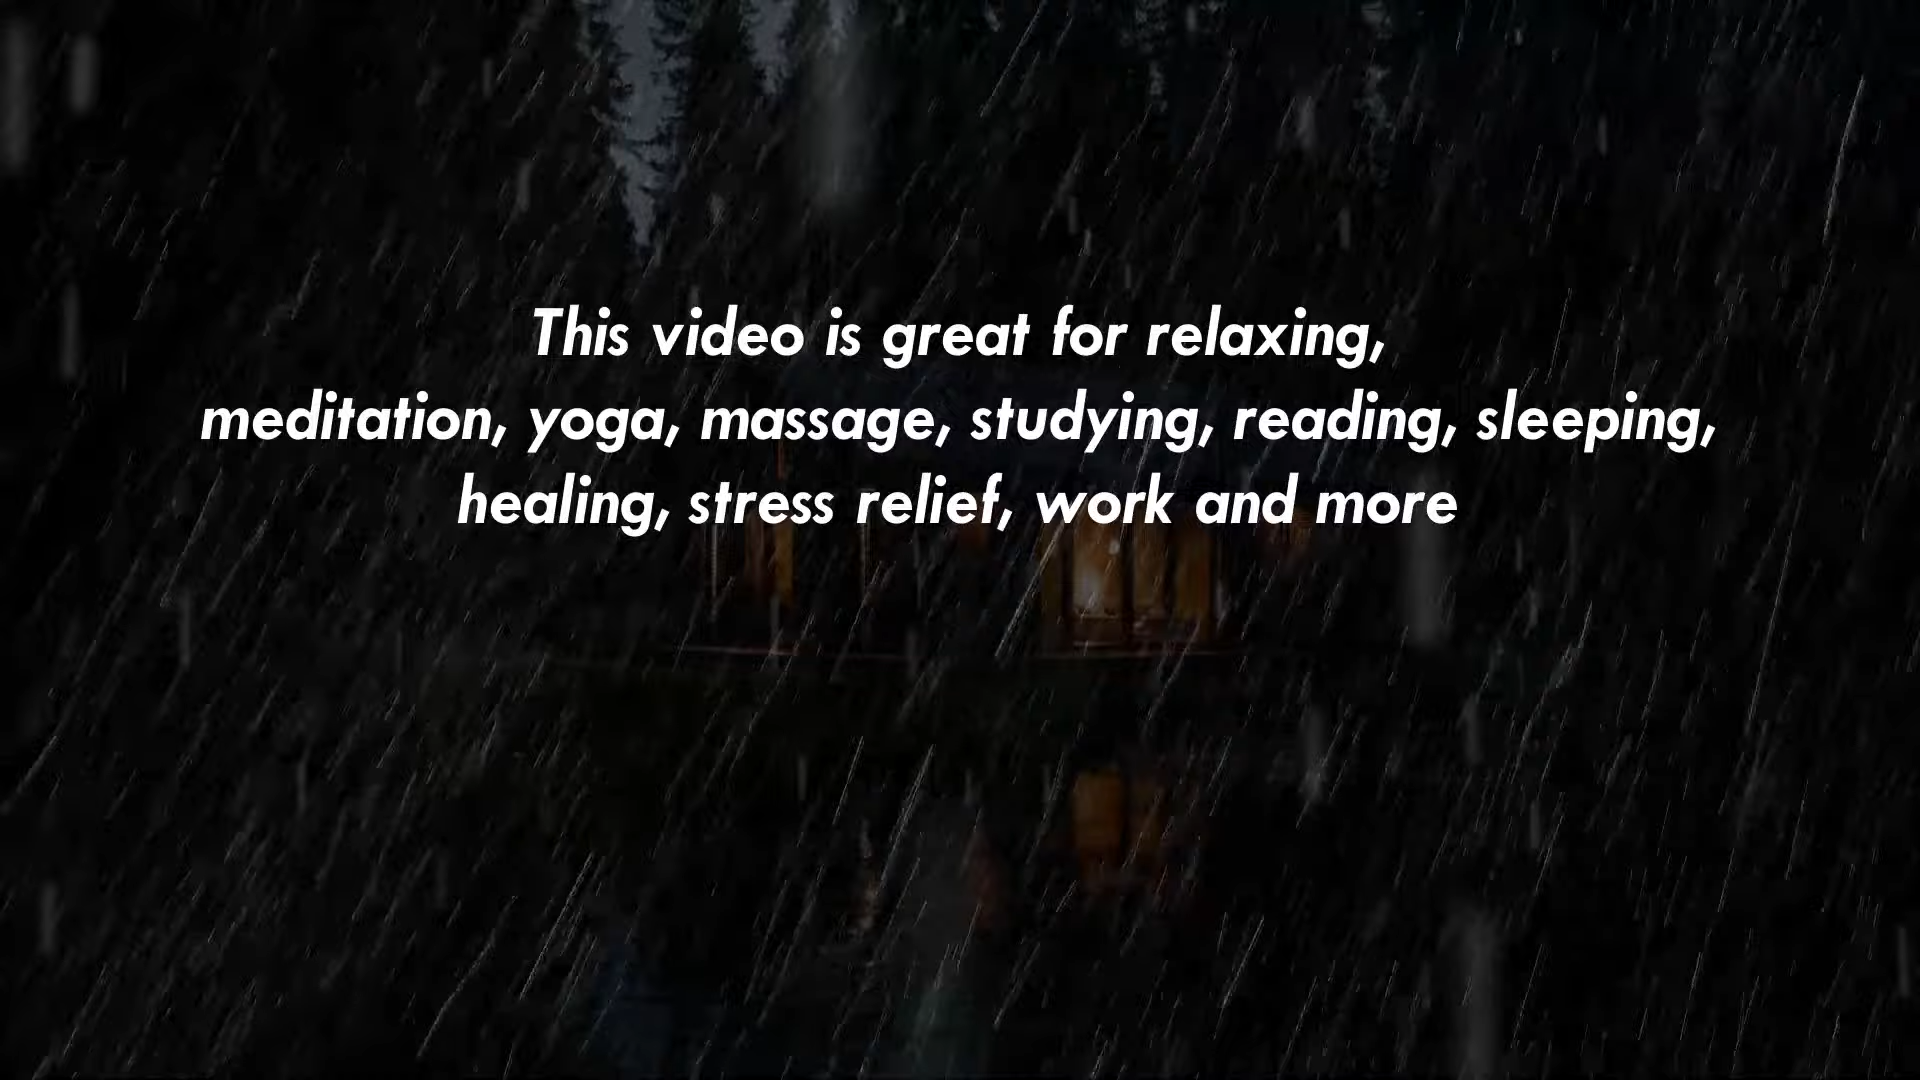 This video is great for relaxing,
meditation, yoga, massage, studying, reading, sleeping,
healing, stress relief, work and more